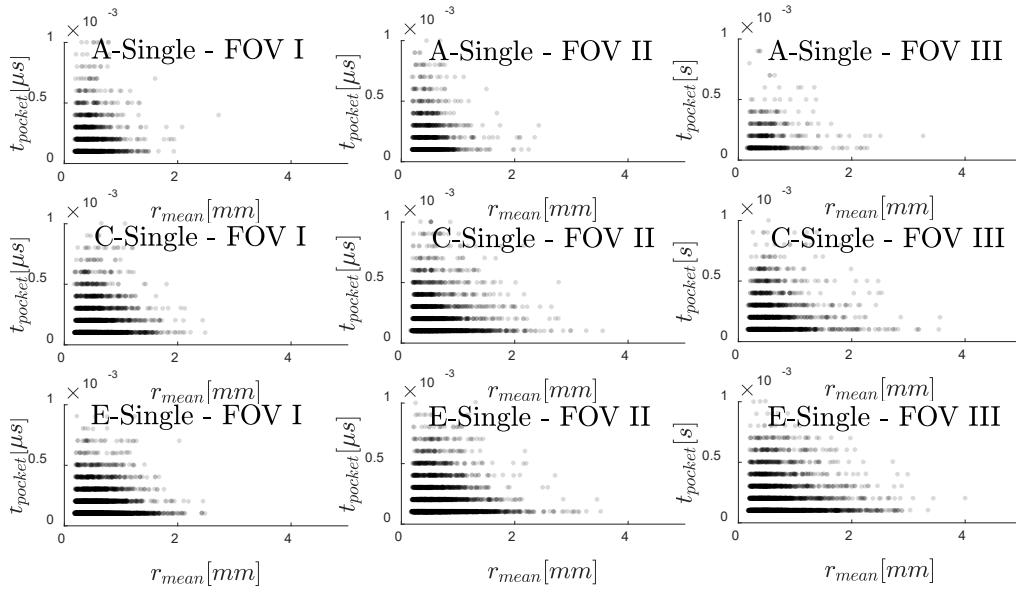 × 10 -3 × 10 -3 × 10 -3
A-Single - FOV I A-Single - FOV II A-Single - FOV III
t_pocket[μs] t_pocket[μs] t_pocket[s]
1 1 1
0.5 0.5 0.5
0 0 0
0 2 4 0 2 4 0 2 4
r_mean[mm] r_mean[mm] r_mean[mm]
× 10 -3 × 10 -3 × 10 -3
C-Single - FOV I C-Single - FOV II C-Single - FOV III
t_pocket[μs] t_pocket[μs] t_pocket[s]
1 1 1
0.5 0.5 0.5
0 0 0
0 2 4 0 2 4 0 2 4
r_mean[mm] r_mean[mm] r_mean[mm]
× 10 -3 × 10 -3 × 10 -3
E-Single - FOV I E-Single - FOV II E-Single - FOV III
t_pocket[μs] t_pocket[μs] t_pocket[s]
1 1 1
0.5 0.5 0.5
0 0 0
0 2 4 0 2 4 0 2 4
r_mean[mm] r_mean[mm] r_mean[mm]